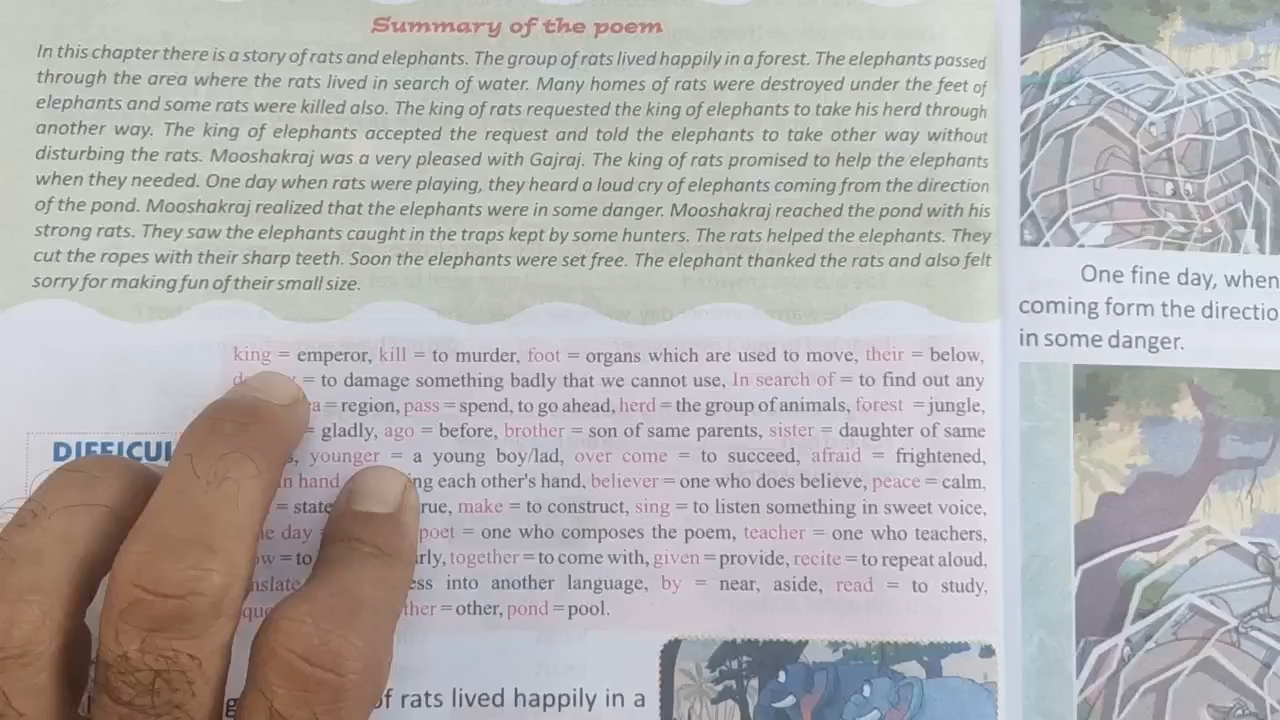 Summary of the poem
In this chapter there is a story of rats and elephants. The group of rats lived happily in a forest. The elephants passed
through the area where the rats lived in search of water. Many homes of rats were destroyed under the feet of
elephants and some rats were killed also. The king of rats requested the king of elephants to take his herd through
another way. The king of elephants accepted the request and told the elephants to take other way without
disturbing the rats. Mooshakraj was a very pleased with Gajraj. The king of rats promised to help the elephants
when they needed. One day when rats were playing, they heard a loud cry of elephants coming from the direction
of the pond. Mooshakraj realized that the elephants were in some danger. Mooshakraj reached the pond with his
strong rats. They saw the elephants caught in the traps kept by some hunters. The rats helped the elephants. They
cut the ropes with their sharp teeth. Soon the elephants were set free. The elephant thanked the rats and also felt
sorry for making fun of their small size.
king = emperor, kill = to murder, foot = organs which are used to move, their = below,
= to damage something badly that we cannot use, In search of = to find out any
= region, pass = spend, to go ahead, herd = the group of animals, forest = jungle,
= gladly, ago = before, brother = son of same parents, sister = daughter of same
younger = a young boy/lad, over come = to succeed, afraid = frightened,
hand each other's hand, believer = one who does believe, peace = calm,
= make = to construct, sing = to listen something in sweet voice,
day poet = one who composes the poem, teacher = one who teachers,
= to together = to come with, given = provide, recite = to repeat aloud,
into another language, by = near, aside, read = to study,
= other, pond = pool.
rats lived happily in a
One fine day, when
coming form the directio
in some danger.